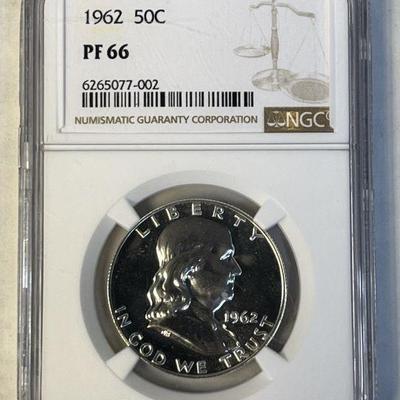 1962 50C
PF 66
6265077-002
NUMISMATIC GUARANTY CORPORATION
NGC
LIBERTY
1962
IN GOD WE TRUST